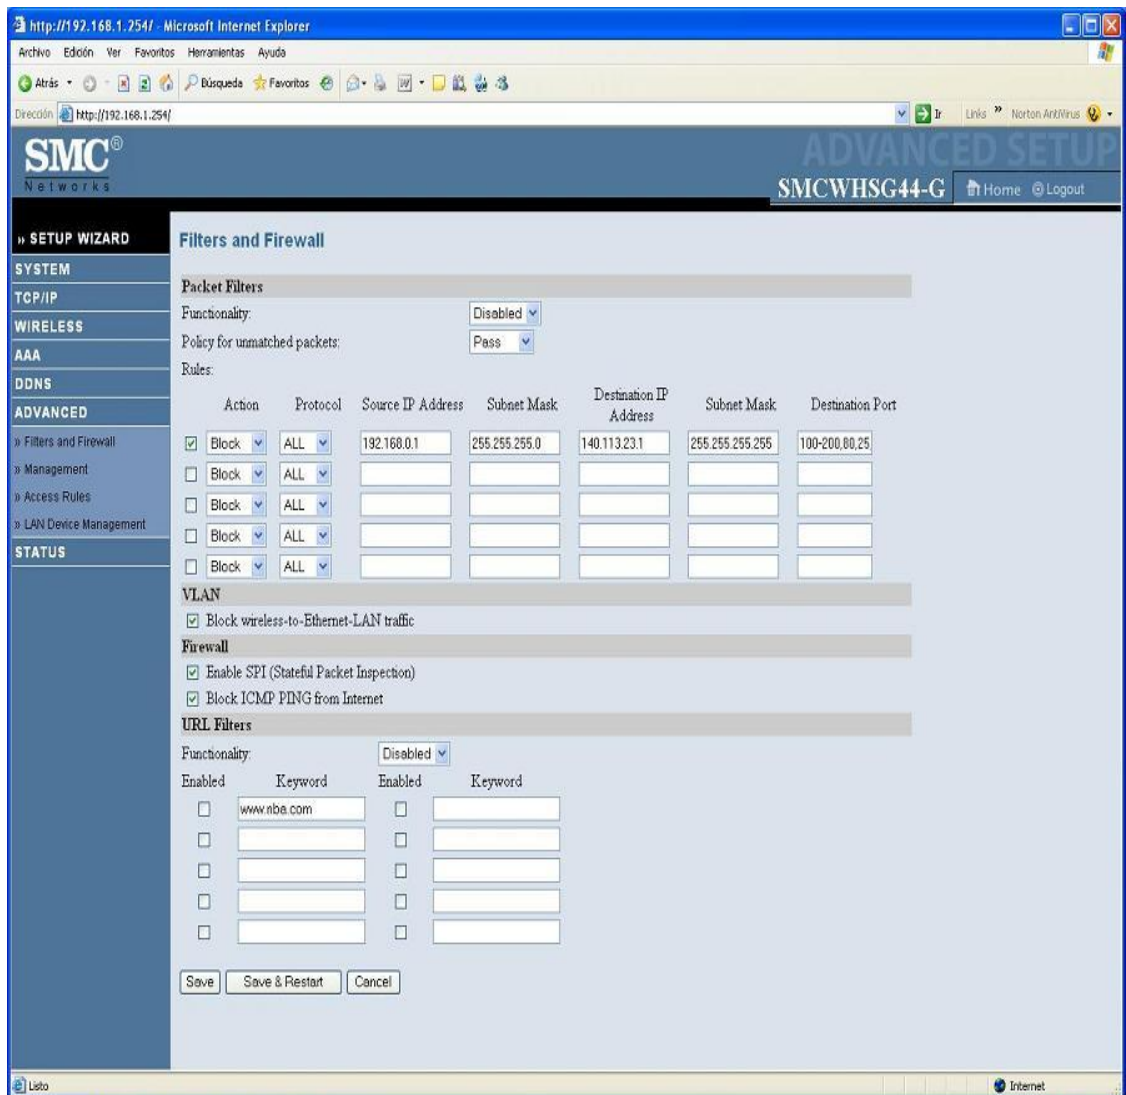 http://192.168.1.254/ - Microsoft Internet Explorer
Archivo Edición Ver Favoritos Herramientas Ayuda
Atrás Búsqueda Favoritos
Dirección http://192.168.1.254/ Ir Links » Norton AntiVirus
SMC®
Networks
ADVANCED SETUP
SMCWHSG44-G Home Logout
» SETUP WIZARD
SYSTEM
TCP/IP
WIRELESS
AAA
DDNS
ADVANCED
» Filters and Firewall
» Management
» Access Rules
» LAN Device Management
STATUS
Filters and Firewall
Packet Filters
Functionality: Disabled
Policy for unmatched packets: Pass
Rules:
Action Protocol Source IP Address Subnet Mask Destination IP Address Subnet Mask Destination Port
Block ALL 192.168.0.1 255.255.255.0 140.113.23.1 255.255.255.255 100-200,80,25,
Block ALL
Block ALL
Block ALL
Block ALL
VLAN
Block wireless-to-Ethernet-LAN traffic
Firewall
Enable SPI (Stateful Packet Inspection)
Block ICMP PING from Internet
URL Filters
Functionality: Disabled
Enabled Keyword Enabled Keyword
www.nba.com
Save Save & Restart Cancel
Listo Internet